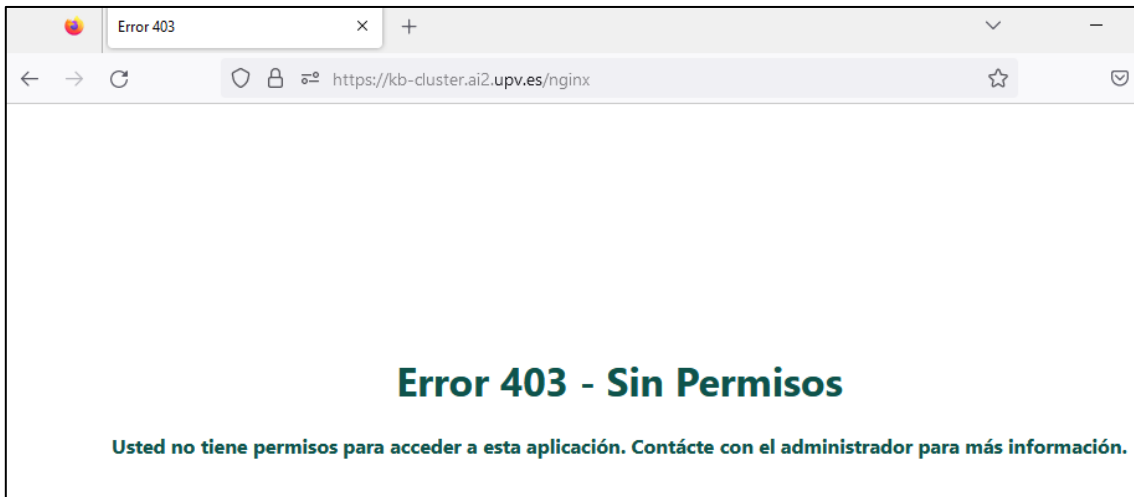 Error 403
https://kb-cluster.ai2.upv.es/nginx
Error 403 - Sin Permisos
Usted no tiene permisos para acceder a esta aplicación. Contácte con el administrador para más información.